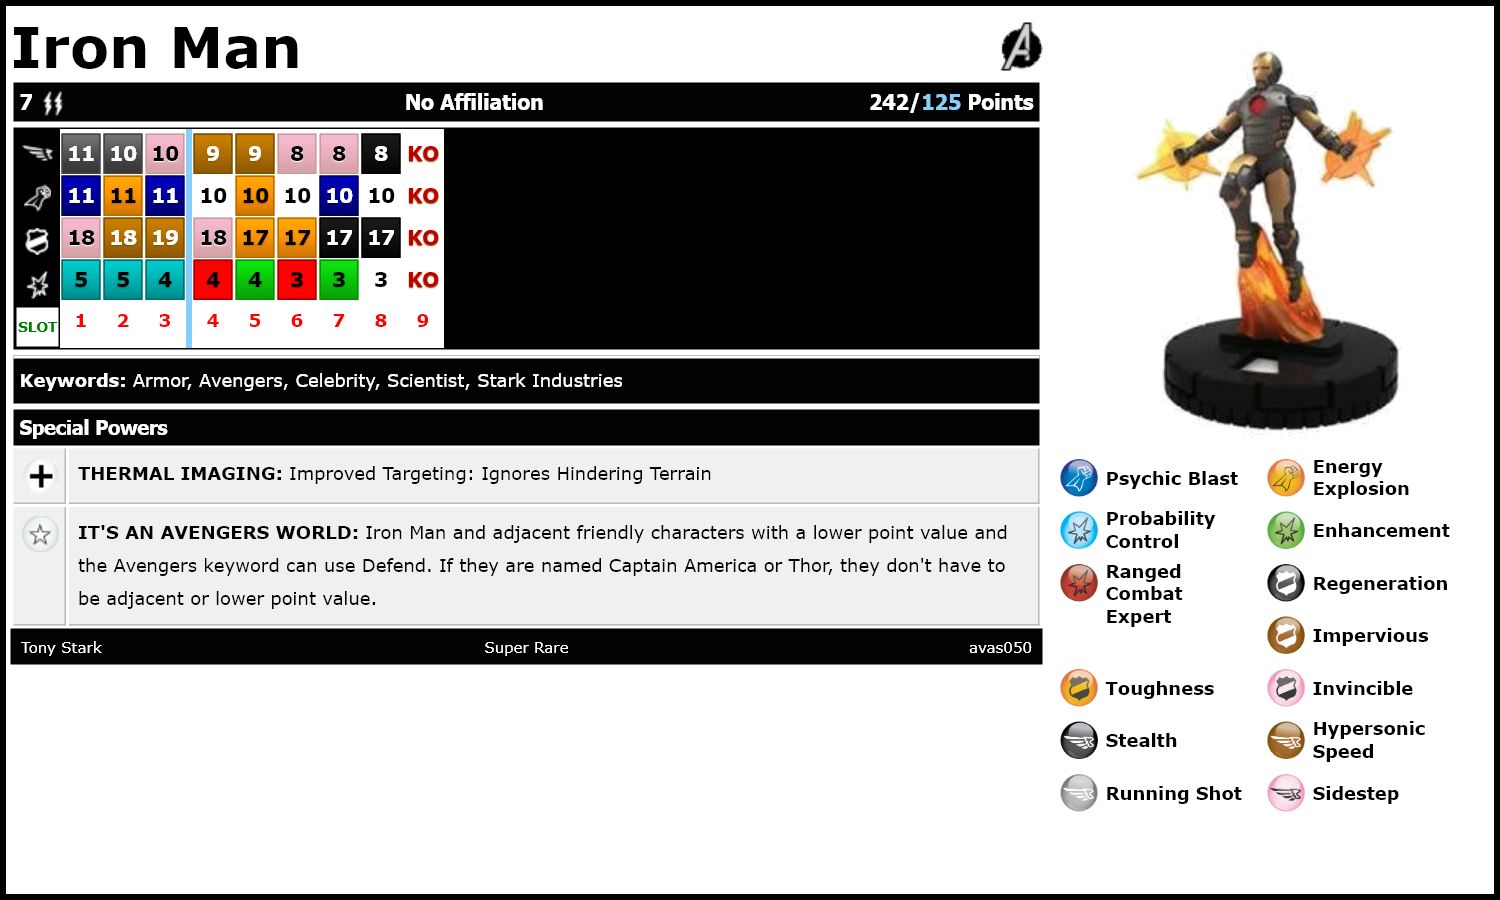 Iron Man
7 No Affiliation 242/125 Points
11 10 10 9 9 8 8 8 KO
11 11 11 10 10 10 10 10 KO
18 18 19 18 17 17 17 17 KO
5 5 4 4 4 3 3 3 KO
SLOT 1 2 3 4 5 6 7 8 9
Keywords: Armor, Avengers, Celebrity, Scientist, Stark Industries
Special Powers
THERMAL IMAGING: Improved Targeting: Ignores Hindering Terrain
IT'S AN AVENGERS WORLD: Iron Man and adjacent friendly characters with a lower point value and
the Avengers keyword can use Defend. If they are named Captain America or Thor, they don't have to
be adjacent or lower point value.
Tony Stark Super Rare avas050
Psychic Blast
Energy
Explosion
Probability
Control
Enhancement
Ranged
Combat
Expert
Regeneration
Impervious
Toughness
Invincible
Stealth
Hypersonic
Speed
Running Shot
Sidestep